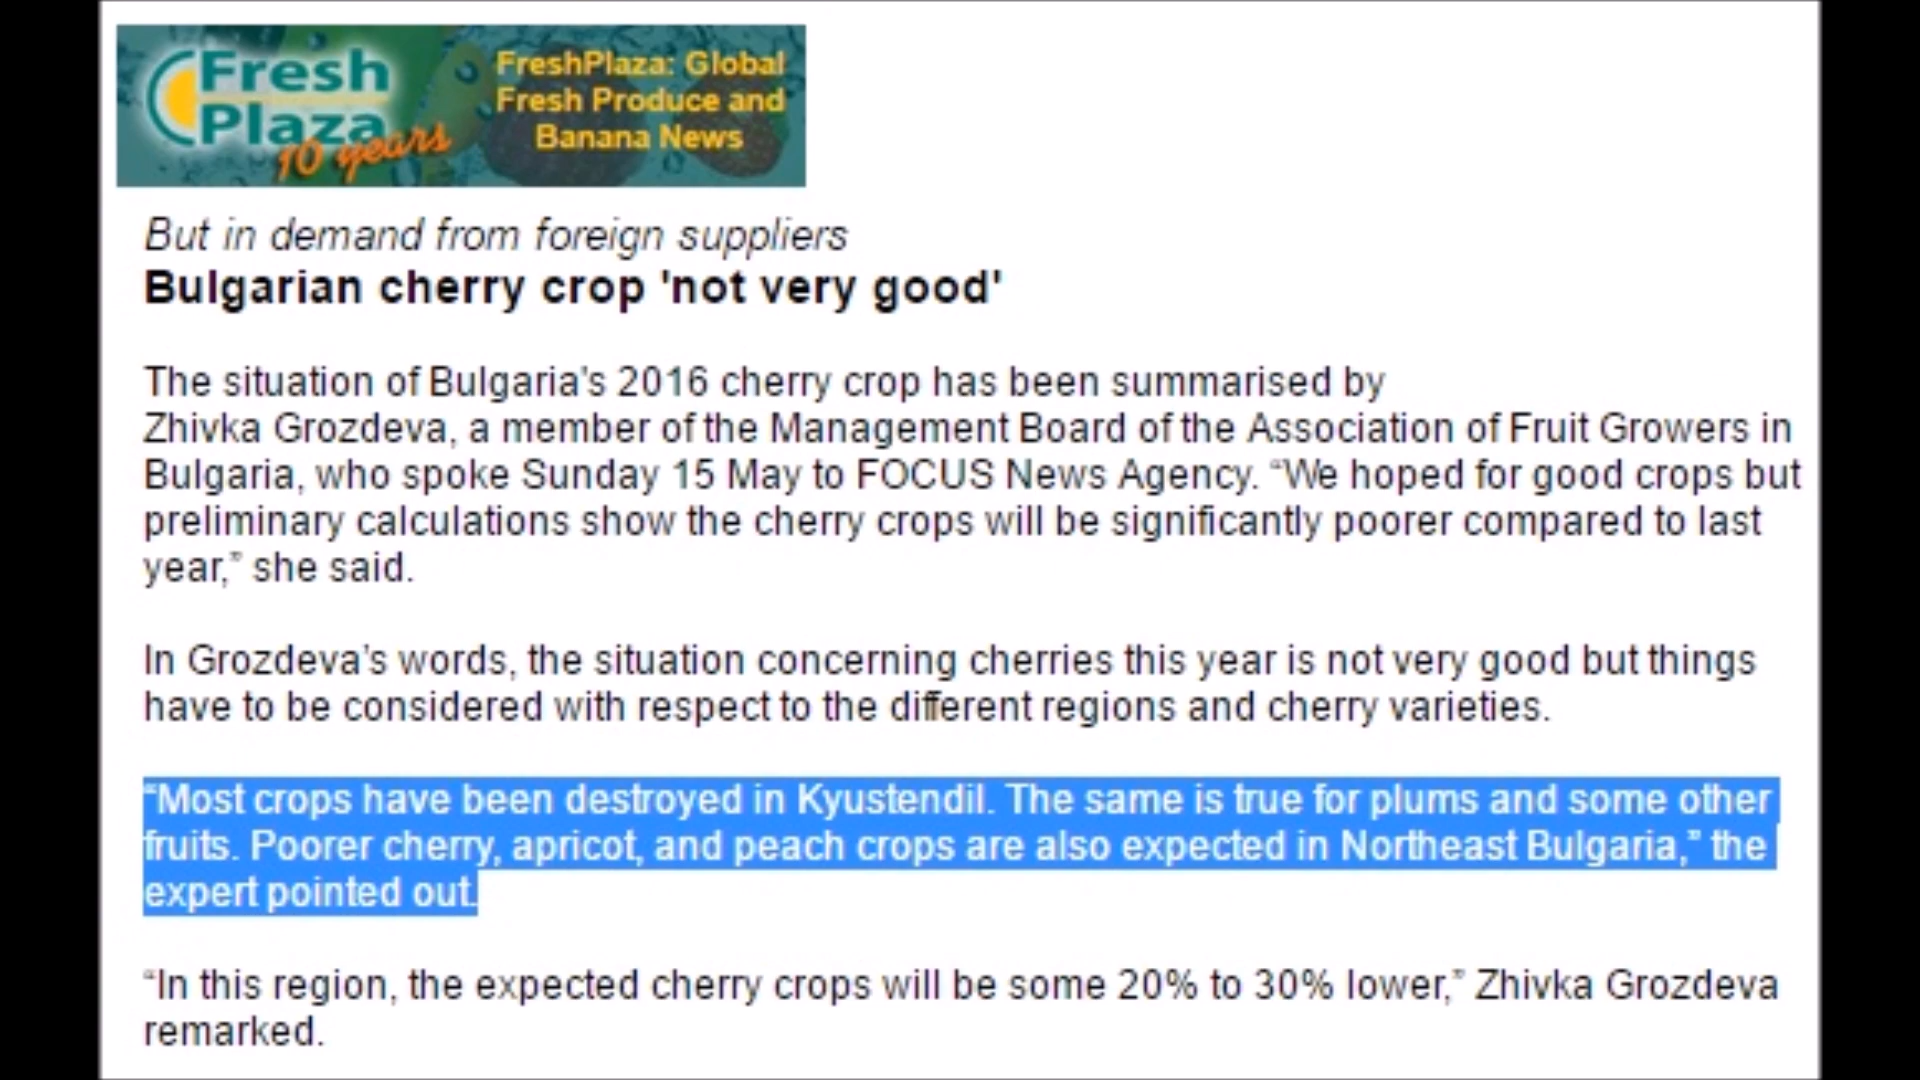 Fresh
Plaza
10 years
FreshPlaza: Global
Fresh Produce and
Banana News
But in demand from foreign suppliers
Bulgarian cherry crop 'not very good'
The situation of Bulgaria's 2016 cherry crop has been summarised by
Zhivka Grozdeva, a member of the Management Board of the Association of Fruit Growers in
Bulgaria, who spoke Sunday 15 May to FOCUS News Agency. “We hoped for good crops but
preliminary calculations show the cherry crops will be significantly poorer compared to last
year,” she said.
In Grozdeva’s words, the situation concerning cherries this year is not very good but things
have to be considered with respect to the different regions and cherry varieties.
“Most crops have been destroyed in Kyustendil. The same is true for plums and some other
fruits. Poorer cherry, apricot, and peach crops are also expected in Northeast Bulgaria,” the
expert pointed out.
“In this region, the expected cherry crops will be some 20% to 30% lower,” Zhivka Grozdeva
remarked.